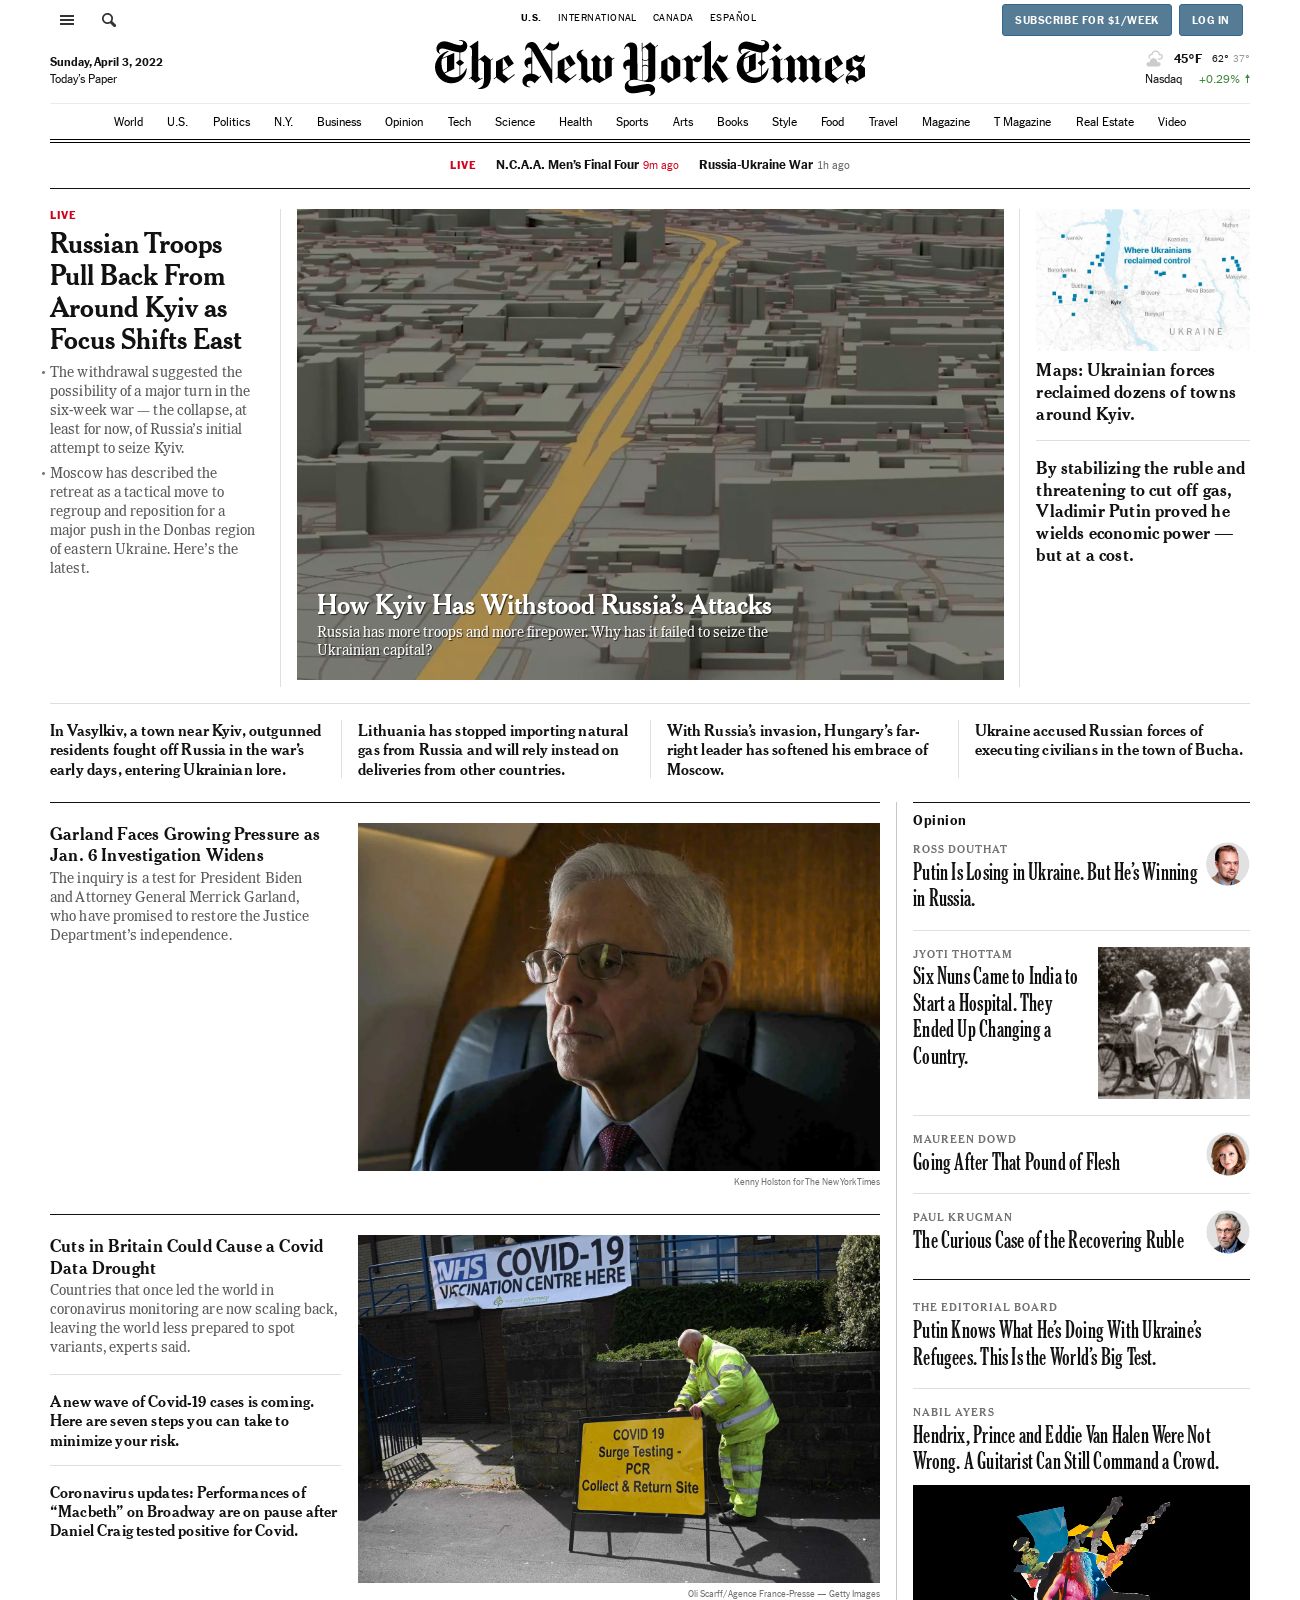 U.S. INTERNATIONAL CANADA ESPAÑOL
SUBSCRIBE FOR $1/WEEK LOG IN
Sunday, April 3, 2022
Today's Paper
The New York Times
45°F 62° 37°
Nasdaq +0.29% ↑
World U.S. Politics N.Y. Business Opinion Tech Science Health Sports Arts Books Style Food Travel Magazine T Magazine Real Estate Video
LIVE N.C.A.A. Men's Final Four 9m ago Russia-Ukraine War 1h ago
LIVE
Russian Troops
Pull Back From
Around Kyiv as
Focus Shifts East
• The withdrawal suggested the
possibility of a major turn in the
six-week war — the collapse, at
least for now, of Russia's initial
attempt to seize Kyiv.
• Moscow has described the
retreat as a tactical move to
regroup and reposition for a
major push in the Donbas region
of eastern Ukraine. Here's the
latest.
How Kyiv Has Withstood Russia's Attacks
Russia has more troops and more firepower. Why has it failed to seize the
Ukrainian capital?
Ivankiv
Nizhin
Kozelets
Nosivka
Where Ukrainians
reclaimed control
Borodyanka
Bucha
Irpin
Kyiv
Brovary
Nova Basan
Boryspil
UKRAINE
Maps: Ukrainian forces
reclaimed dozens of towns
around Kyiv.
By stabilizing the ruble and
threatening to cut off gas,
Vladimir Putin proved he
wields economic power —
but at a cost.
In Vasylkiv, a town near Kyiv, outgunned
residents fought off Russia in the war's
early days, entering Ukrainian lore.
Lithuania has stopped importing natural
gas from Russia and will rely instead on
deliveries from other countries.
With Russia's invasion, Hungary's far-
right leader has softened his embrace of
Moscow.
Ukraine accused Russian forces of
executing civilians in the town of Bucha.
Garland Faces Growing Pressure as
Jan. 6 Investigation Widens
The inquiry is a test for President Biden
and Attorney General Merrick Garland,
who have promised to restore the Justice
Department's independence.
Kenny Holston for The New York Times
Cuts in Britain Could Cause a Covid
Data Drought
Countries that once led the world in
coronavirus monitoring are now scaling back,
leaving the world less prepared to spot
variants, experts said.
A new wave of Covid-19 cases is coming.
Here are seven steps you can take to
minimize your risk.
Coronavirus updates: Performances of
“Macbeth” on Broadway are on pause after
Daniel Craig tested positive for Covid.
NHS COVID-19
VACCINATION CENTRE HERE
COVID 19
Surge Testing -
PCR
Collect & Return Site
Oli Scarff/Agence France-Presse — Getty Images
Opinion
ROSS DOUTHAT
Putin Is Losing in Ukraine. But He's Winning
in Russia.
JYOTI THOTTAM
Six Nuns Came to India to
Start a Hospital. They
Ended Up Changing a
Country.
MAUREEN DOWD
Going After That Pound of Flesh
PAUL KRUGMAN
The Curious Case of the Recovering Ruble
THE EDITORIAL BOARD
Putin Knows What He's Doing With Ukraine's
Refugees. This Is the World's Big Test.
NABIL AYERS
Hendrix, Prince and Eddie Van Halen Were Not
Wrong. A Guitarist Can Still Command a Crowd.